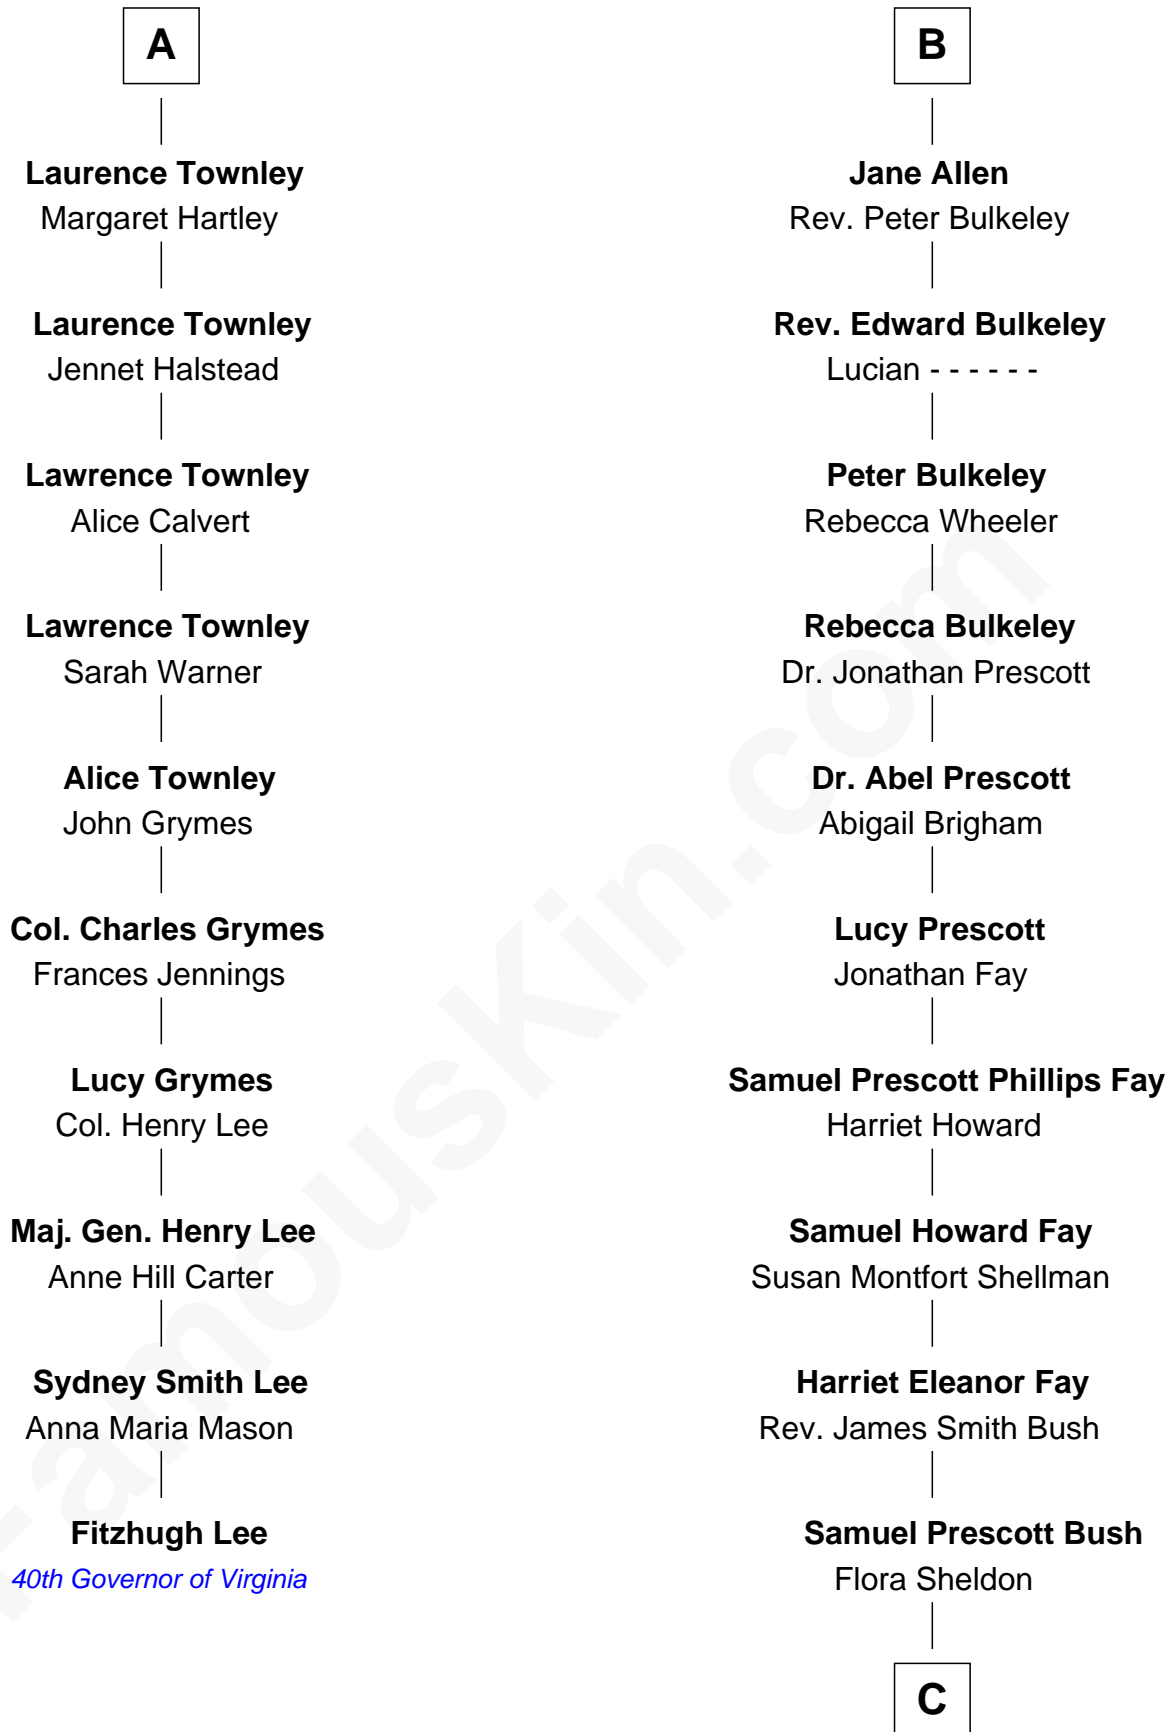 A
Laurence Townley
Margaret Hartley
Laurence Townley
Jennet Halstead
Lawrence Townley
Alice Calvert
Lawrence Townley
Sarah Warner
Alice Townley
John Grymes
Col. Charles Grymes
Frances Jennings
Lucy Grymes
Col. Henry Lee
Maj. Gen. Henry Lee
Anne Hill Carter
Sydney Smith Lee
Anna Maria Mason
Fitzhugh Lee
40th Governor of Virginia
B
Jane Allen
Rev. Peter Bulkeley
Rev. Edward Bulkeley
Lucian - - - - - -
Peter Bulkeley
Rebecca Wheeler
Rebecca Bulkeley
Dr. Jonathan Prescott
Dr. Abel Prescott
Abigail Brigham
Lucy Prescott
Jonathan Fay
Samuel Prescott Phillips Fay
Harriet Howard
Samuel Howard Fay
Susan Montfort Shellman
Harriet Eleanor Fay
Rev. James Smith Bush
Samuel Prescott Bush
Flora Sheldon
C
FamousKin.com